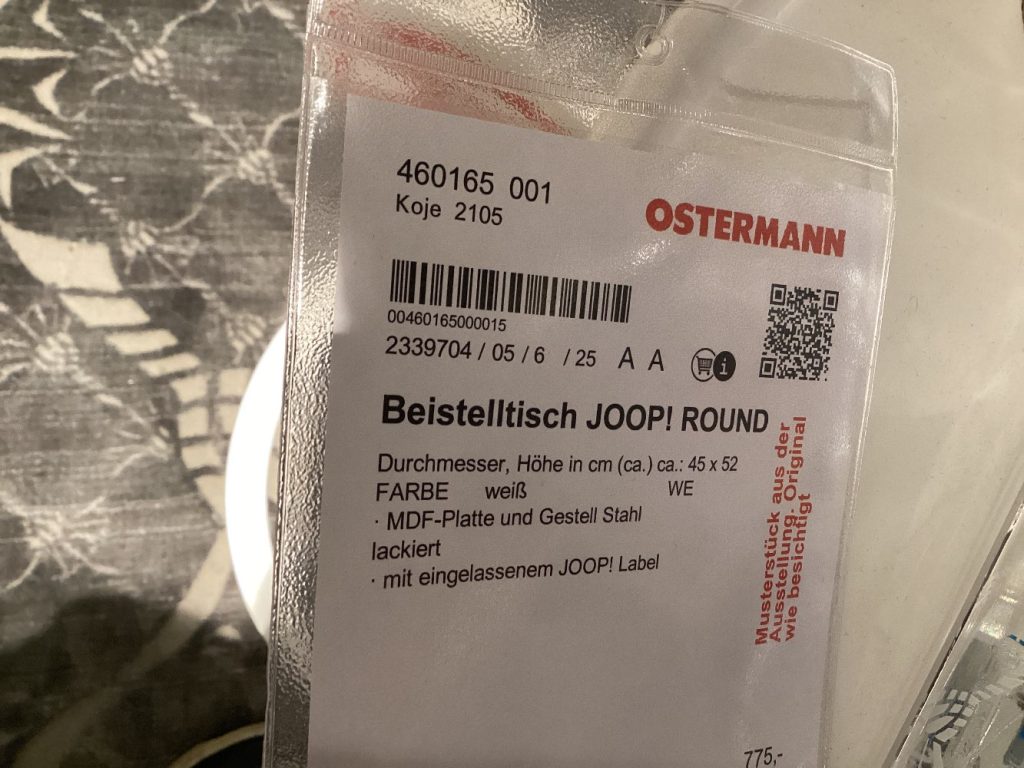 460165 001
Koje 2105
OSTERMANN
00460165000015
2339704 / 05 / 6 / 25 A A
i
Beistelltisch JOOP! ROUND
Durchmesser, Höhe in cm (ca.) ca.: 45 x 52
FARBE weiß WE
· MDF-Platte und Gestell Stahl
lackiert
· mit eingelassenem JOOP! Label
Musterstück aus der
Ausstellung. Original
wie besichtigt
775,-